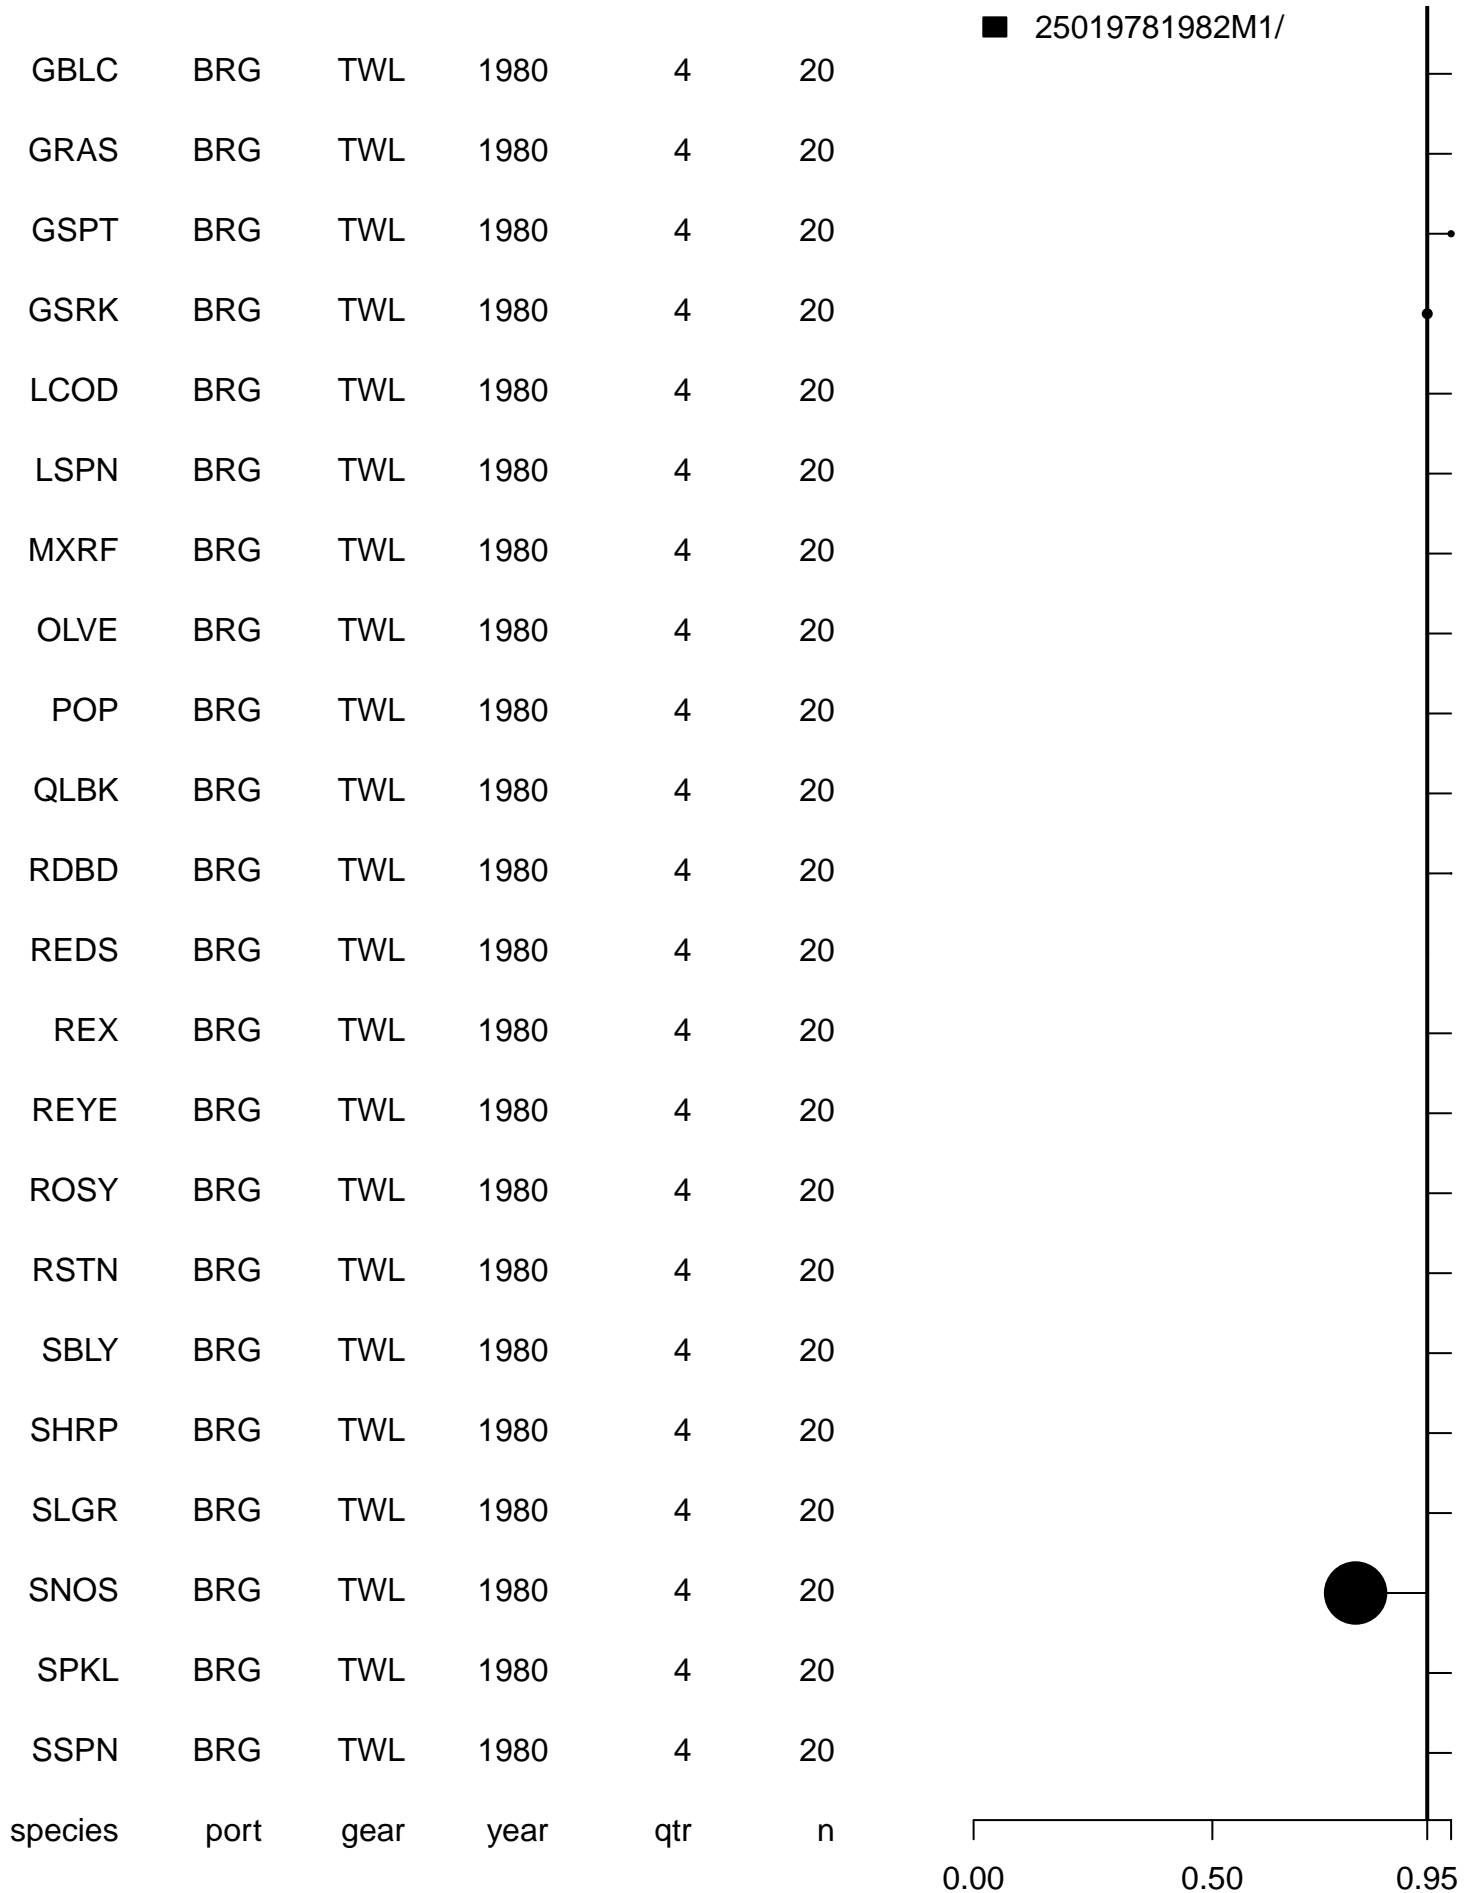 25019781982M1/
GBLC BRG TWL 1980 4 20
GRAS BRG TWL 1980 4 20
GSPT BRG TWL 1980 4 20
GSRK BRG TWL 1980 4 20
LCOD BRG TWL 1980 4 20
LSPN BRG TWL 1980 4 20
MXRF BRG TWL 1980 4 20
OLVE BRG TWL 1980 4 20
POP BRG TWL 1980 4 20
QLBK BRG TWL 1980 4 20
RDBD BRG TWL 1980 4 20
REDS BRG TWL 1980 4 20
REX BRG TWL 1980 4 20
REYE BRG TWL 1980 4 20
ROSY BRG TWL 1980 4 20
RSTN BRG TWL 1980 4 20
SBLY BRG TWL 1980 4 20
SHRP BRG TWL 1980 4 20
SLGR BRG TWL 1980 4 20
SNOS BRG TWL 1980 4 20
SPKL BRG TWL 1980 4 20
SSPN BRG TWL 1980 4 20
species port gear year qtr n
0.00 0.50 0.95